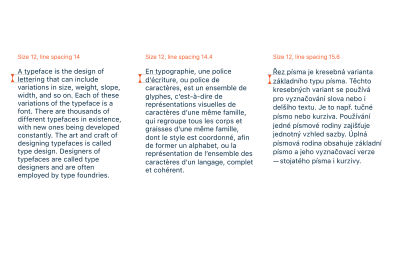 Size 12, line spacing 14
A typeface is the design of
lettering that can include
variations in size, weight, slope,
width, and so on. Each of these
variations of the typeface is a
font. There are thousands of
different typefaces in existence,
with new ones being developed
constantly. The art and craft of
designing typefaces is called
type design. Designers of
typefaces are called type
designers and are often
employed by type foundries.
Size 12, line spacing 14.4
En typographie, une police
d'écriture, ou police de
caractères, est un ensemble de
glyphes, c'est-à-dire de
représentations visuelles de
caractères d'une même famille,
qui regroupe tous les corps et
graisses d'une même famille,
dont le style est coordonné, afin
de former un alphabet, ou la
représentation de l'ensemble des
caractères d'un langage, complet
et cohérent.
Size 12, line spacing 15.6
Řez písma je kresebná varianta
základního typu písma. Těchto
kresebných variant se používá
pro vyznačování slova nebo i
delšího textu. Je to např. tučné
písmo nebo kurzíva. Používání
jedné písmové rodiny zajišťuje
jednotný vzhled sazby. Úplná
písmová rodina obsahuje základní
písmo a jeho vyznačovací verze
—stojatého písma i kurzívy.